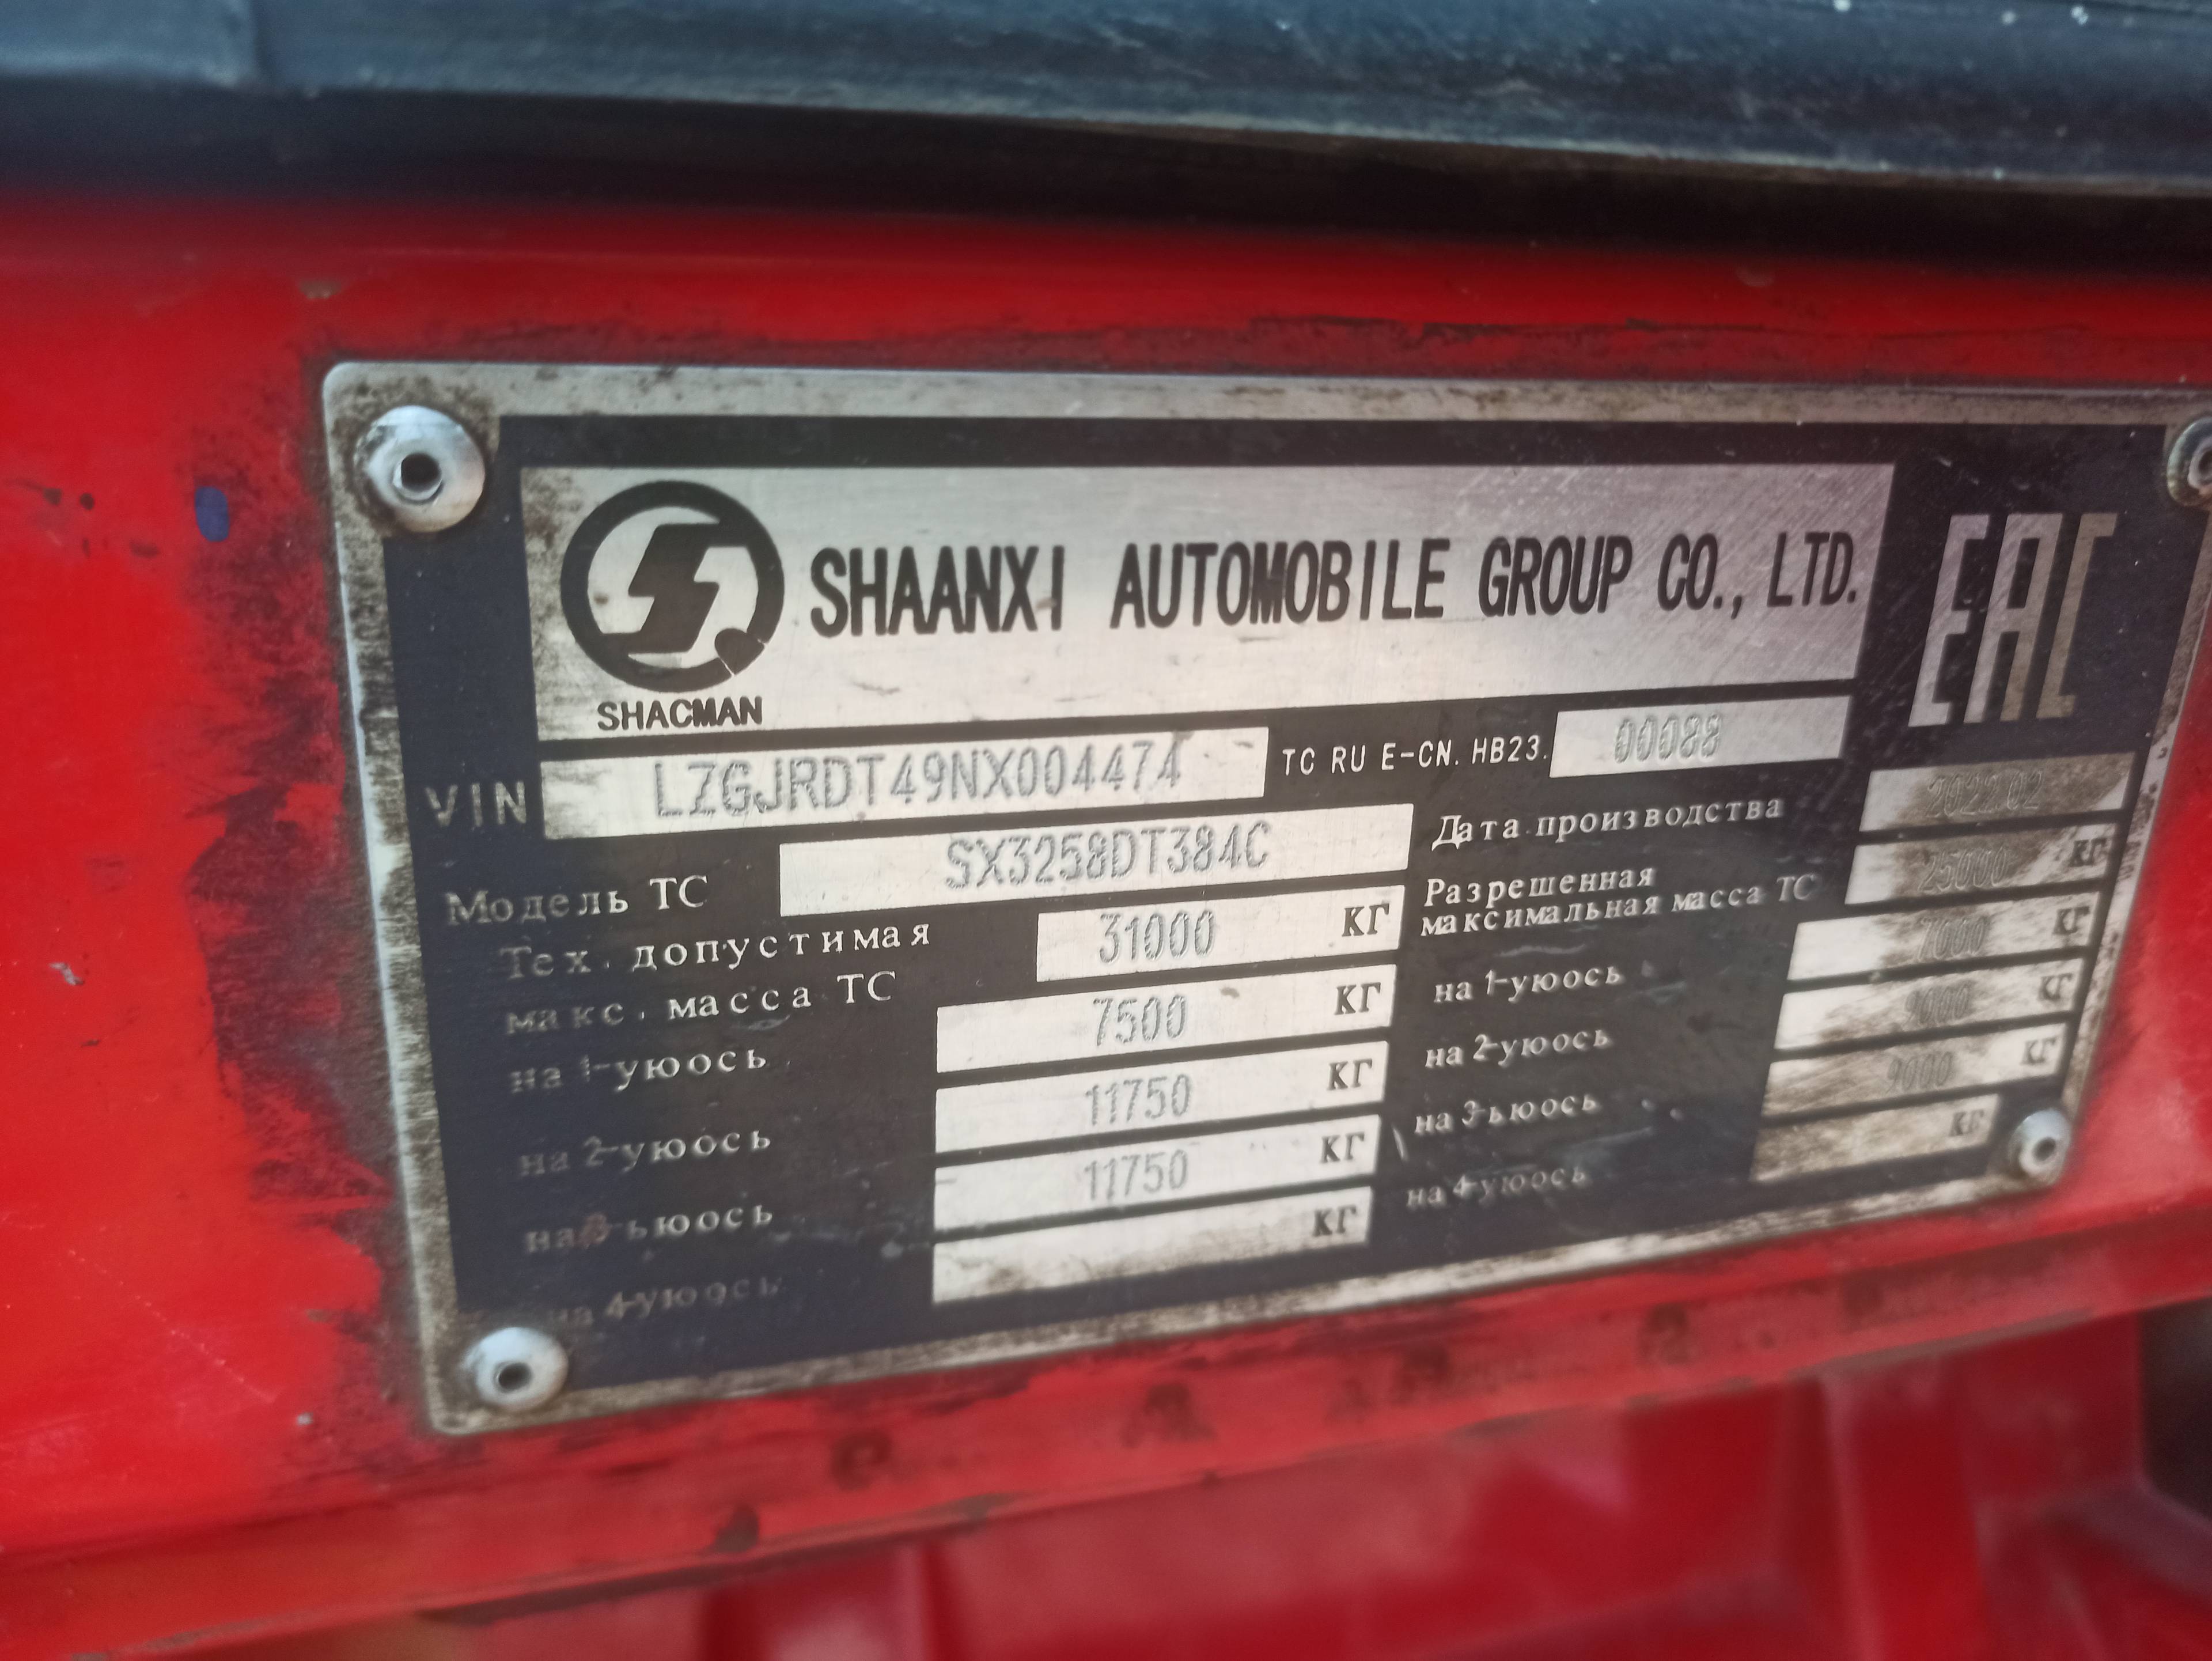 SHAANXI AUTOMOBILE GROUP CO., LTD.
EAC
SHACMAN
VIN LZGJRDT49NX004474 TC RU E-CN. HB23. 00088
Модель ТС SX3258DT384C
Дата производства 2022.02
Тех. допустимая макс. масса ТС 31000 КГ
Разрешенная максимальная масса ТС 25000 КГ
на 1-уюось 7500 КГ
на 1-уюось 7000 КГ
на 2-уюось 11750 КГ
на 2-уюось 9000 КГ
на 3-ьюось 11750 КГ
на 3-ьюось 9000 КГ
на 4-уюось КГ
на 4-уюось КГ